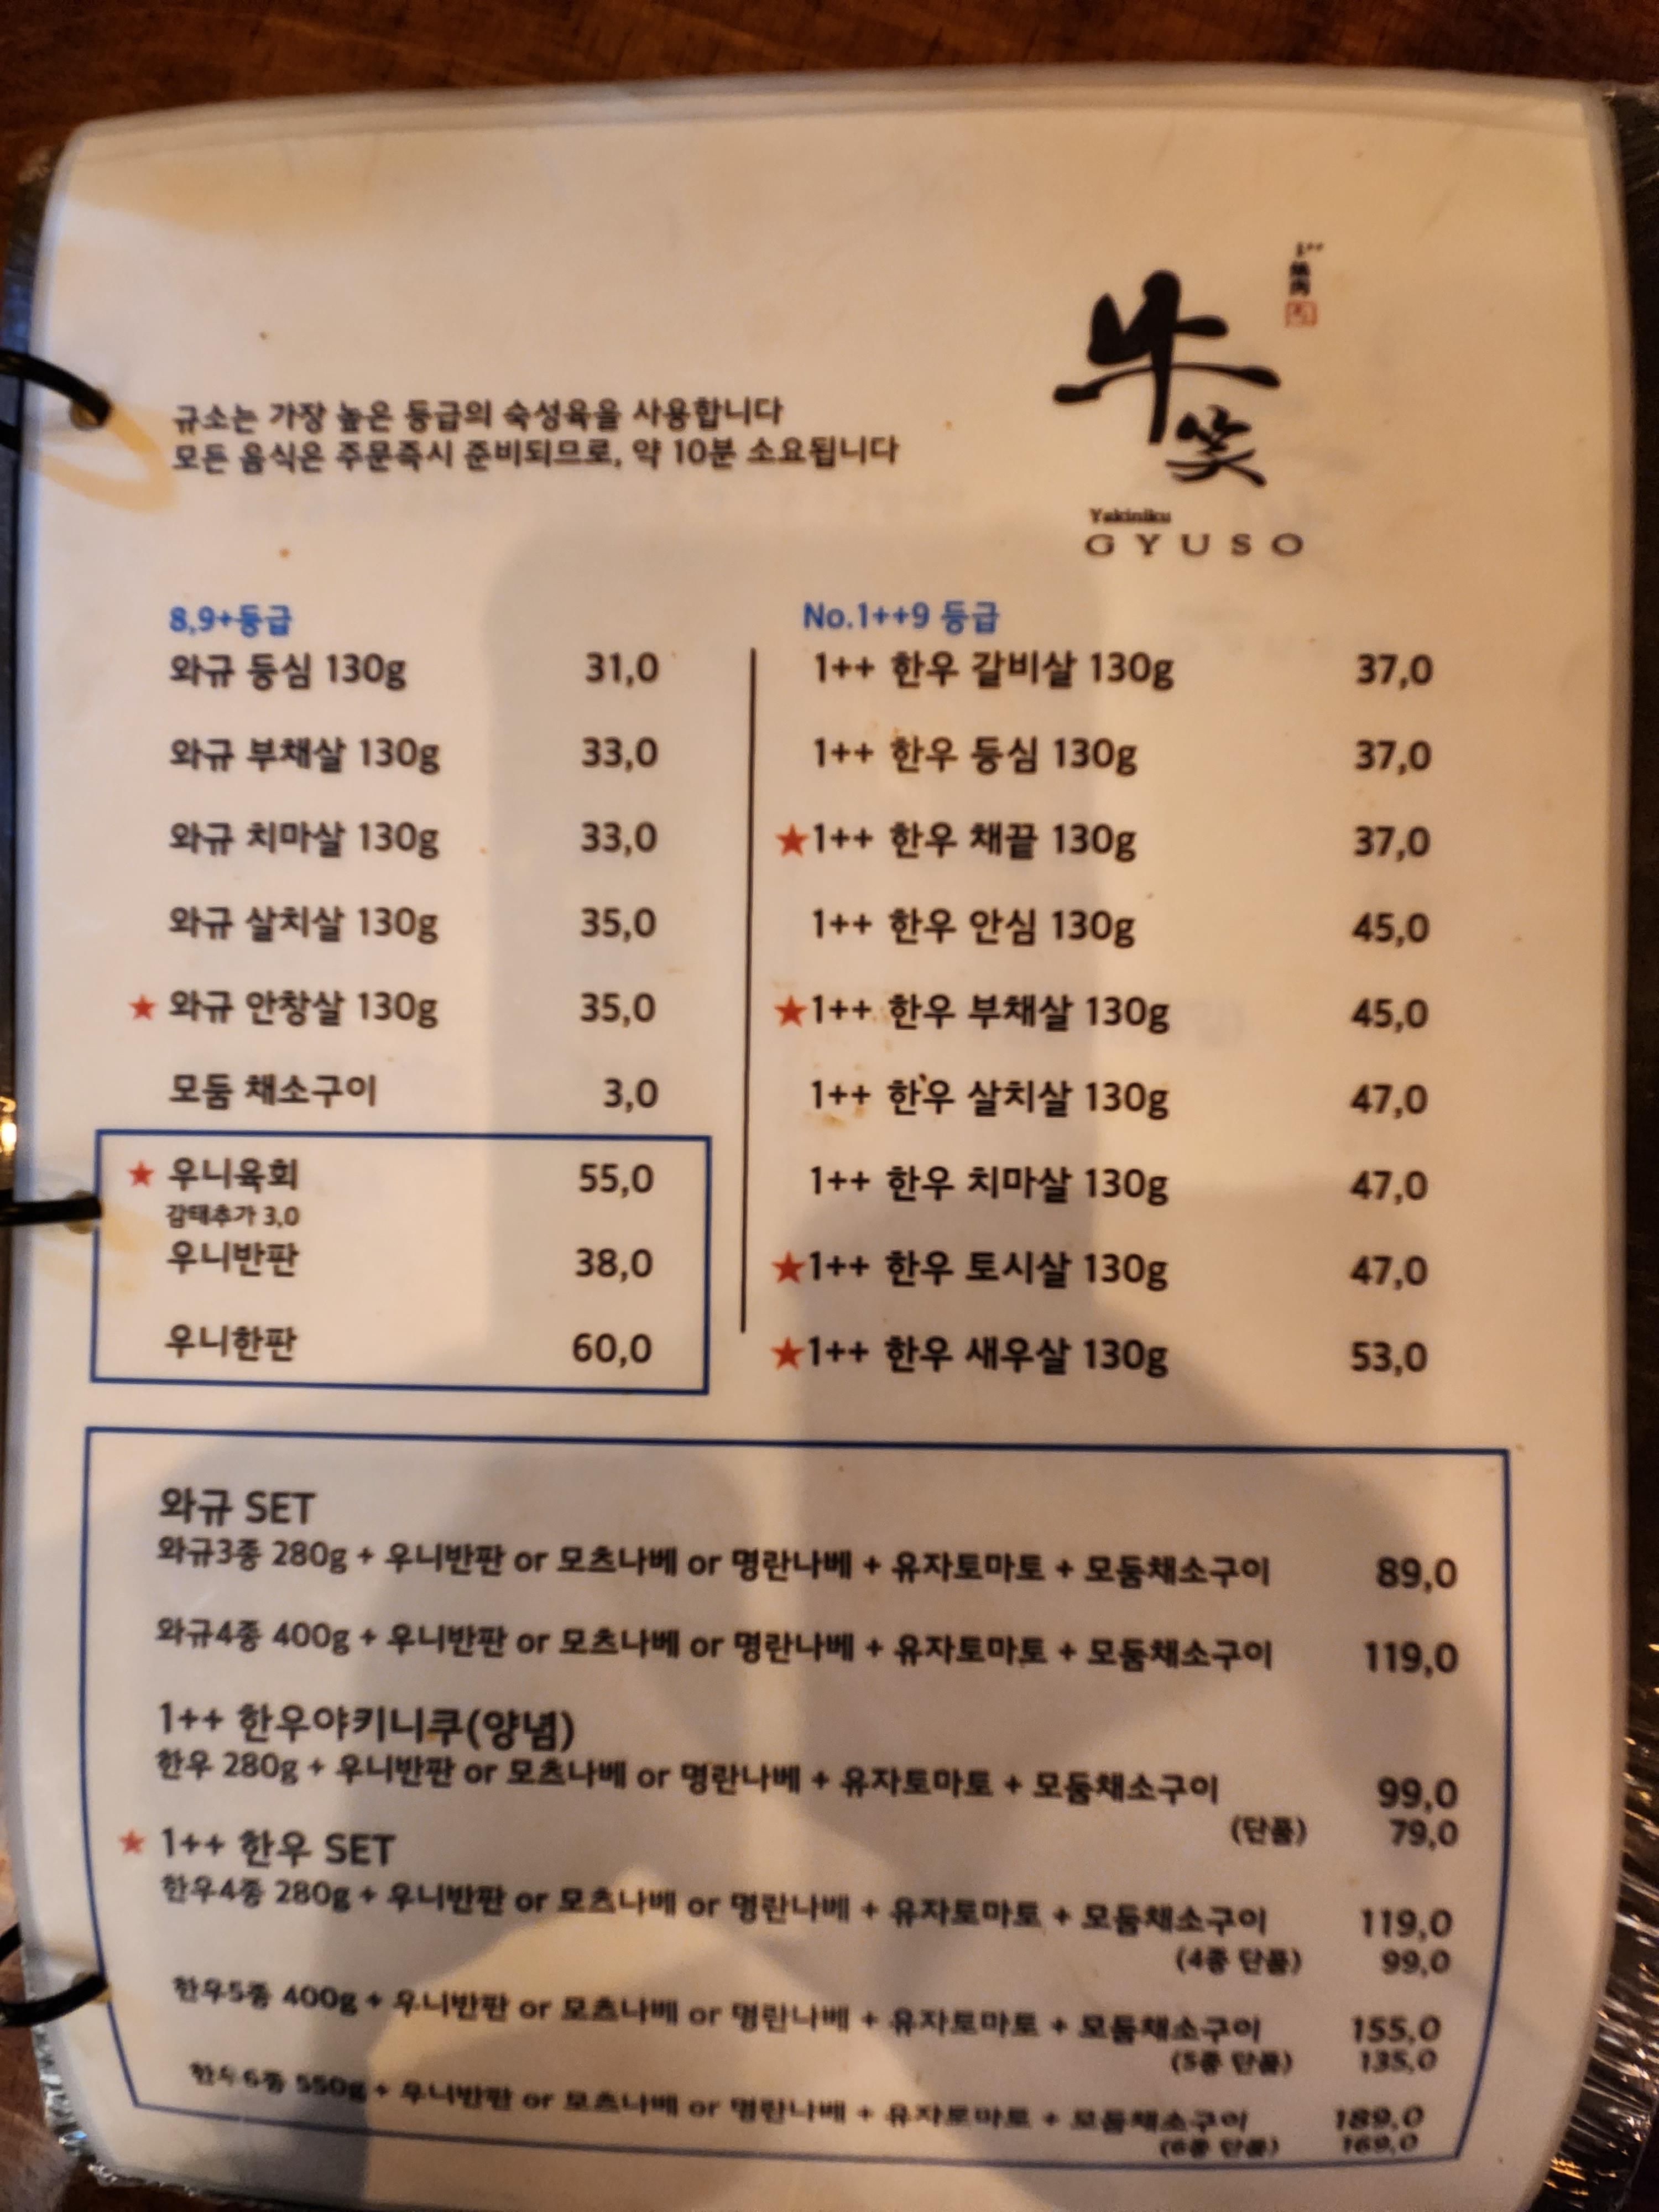 규소는 가장 높은 등급의 숙성육을 사용합니다
모든 음식은 주문즉시 준비되므로, 약 10분 소요됩니다
1++
焼肉
牛
笑
Yakiniku
GYUSO
8,9+등급
와규 등심 130g 31,0
와규 부채살 130g 33,0
와규 치마살 130g 33,0
와규 살치살 130g 35,0
★ 와규 안창살 130g 35,0
모둠 채소구이 3,0
★ 우니육회 55,0
감태추가 3,0
우니반판 38,0
우니한판 60,0
No.1++9 등급
1++ 한우 갈비살 130g 37,0
1++ 한우 등심 130g 37,0
★1++ 한우 채끝 130g 37,0
1++ 한우 안심 130g 45,0
★1++ 한우 부채살 130g 45,0
1++ 한우 살치살 130g 47,0
1++ 한우 치마살 130g 47,0
★1++ 한우 토시살 130g 47,0
★1++ 한우 새우살 130g 53,0
와규 SET
와규3종 280g + 우니반판 or 모츠나베 or 명란나베 + 유자토마토 + 모둠채소구이 89,0
와규4종 400g + 우니반판 or 모츠나베 or 명란나베 + 유자토마토 + 모둠채소구이 119,0
1++ 한우야키니쿠(양념)
한우 280g + 우니반판 or 모츠나베 or 명란나베 + 유자토마토 + 모둠채소구이 99,0
(단품) 79,0
★ 1++ 한우 SET
한우4종 280g + 우니반판 or 모츠나베 or 명란나베 + 유자토마토 + 모둠채소구이 119,0
(4종 단품) 99,0
한우5종 400g + 우니반판 or 모츠나베 or 명란나베 + 유자토마토 + 모둠채소구이 155,0
(5종 단품) 135,0
한우6종 550g + 우니반판 or 모츠나베 or 명란나베 + 유자토마토 + 모둠채소구이 189,0
(6종 단품) 169,0